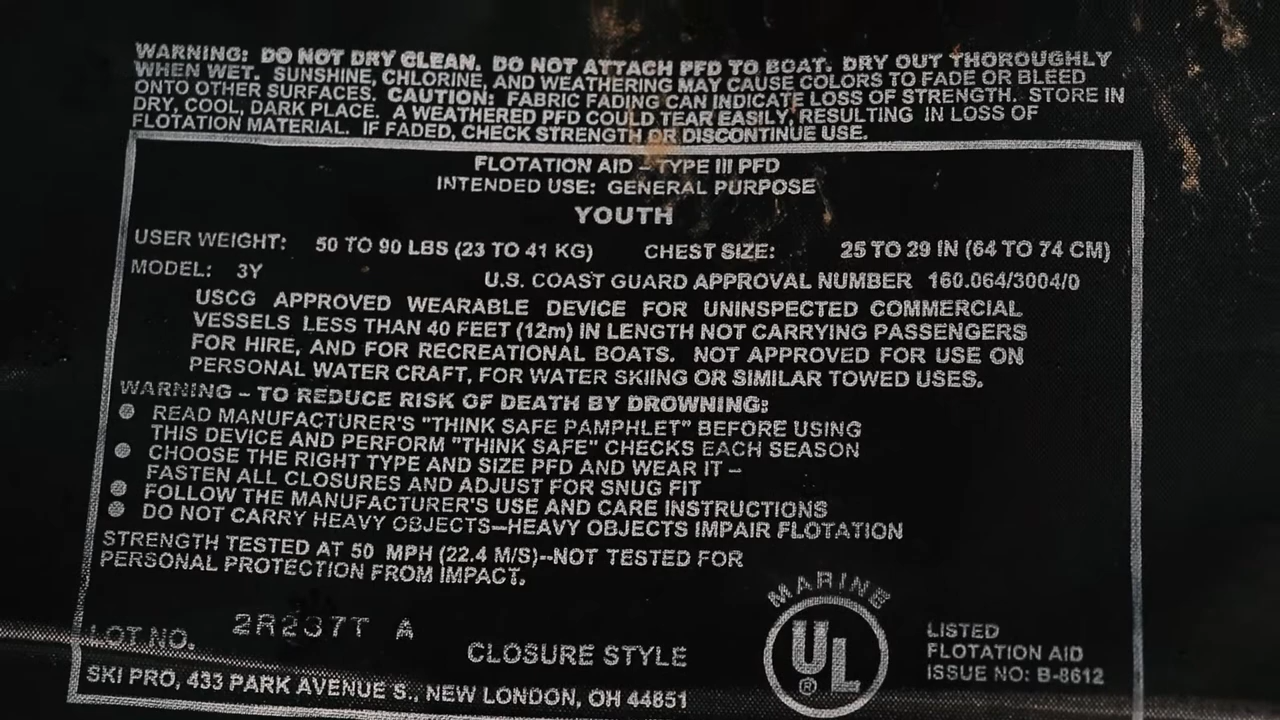 WARNING: DO NOT DRY CLEAN. DO NOT ATTACH PFD TO BOAT. DRY OUT THOROUGHLY
WHEN WET. SUNSHINE, CHLORINE, AND WEATHERING MAY CAUSE COLORS TO FADE OR BLEED
ONTO OTHER SURFACES. CAUTION: FABRIC FADING CAN INDICATE LOSS OF STRENGTH. STORE IN
DRY, COOL, DARK PLACE. A WEATHERED PFD COULD TEAR EASILY, RESULTING IN LOSS OF
FLOTATION MATERIAL. IF FADED, CHECK STRENGTH OR DISCONTINUE USE.
FLOTATION AID – TYPE III PFD
INTENDED USE: GENERAL PURPOSE
YOUTH
USER WEIGHT: 50 TO 90 LBS (23 TO 41 KG) CHEST SIZE: 25 TO 29 IN (64 TO 74 CM)
MODEL: 3Y U.S. COAST GUARD APPROVAL NUMBER 160.064/3004/0
USCG APPROVED WEARABLE DEVICE FOR UNINSPECTED COMMERCIAL
VESSELS LESS THAN 40 FEET (12m) IN LENGTH NOT CARRYING PASSENGERS
FOR HIRE, AND FOR RECREATIONAL BOATS. NOT APPROVED FOR USE ON
PERSONAL WATER CRAFT, FOR WATER SKIING OR SIMILAR TOWED USES.
WARNING – TO REDUCE RISK OF DEATH BY DROWNING:
● READ MANUFACTURER'S "THINK SAFE PAMPHLET" BEFORE USING
THIS DEVICE AND PERFORM "THINK SAFE" CHECKS EACH SEASON
● CHOOSE THE RIGHT TYPE AND SIZE PFD AND WEAR IT –
FASTEN ALL CLOSURES AND ADJUST FOR SNUG FIT
● FOLLOW THE MANUFACTURER'S USE AND CARE INSTRUCTIONS
● DO NOT CARRY HEAVY OBJECTS—HEAVY OBJECTS IMPAIR FLOTATION
STRENGTH TESTED AT 50 MPH (22.4 M/S)--NOT TESTED FOR
PERSONAL PROTECTION FROM IMPACT.
LOT NO. 2R237T A
CLOSURE STYLE
MARINE
UL ®
LISTED
FLOTATION AID
ISSUE NO: B-8612
SKI PRO, 433 PARK AVENUE S., NEW LONDON, OH 44851